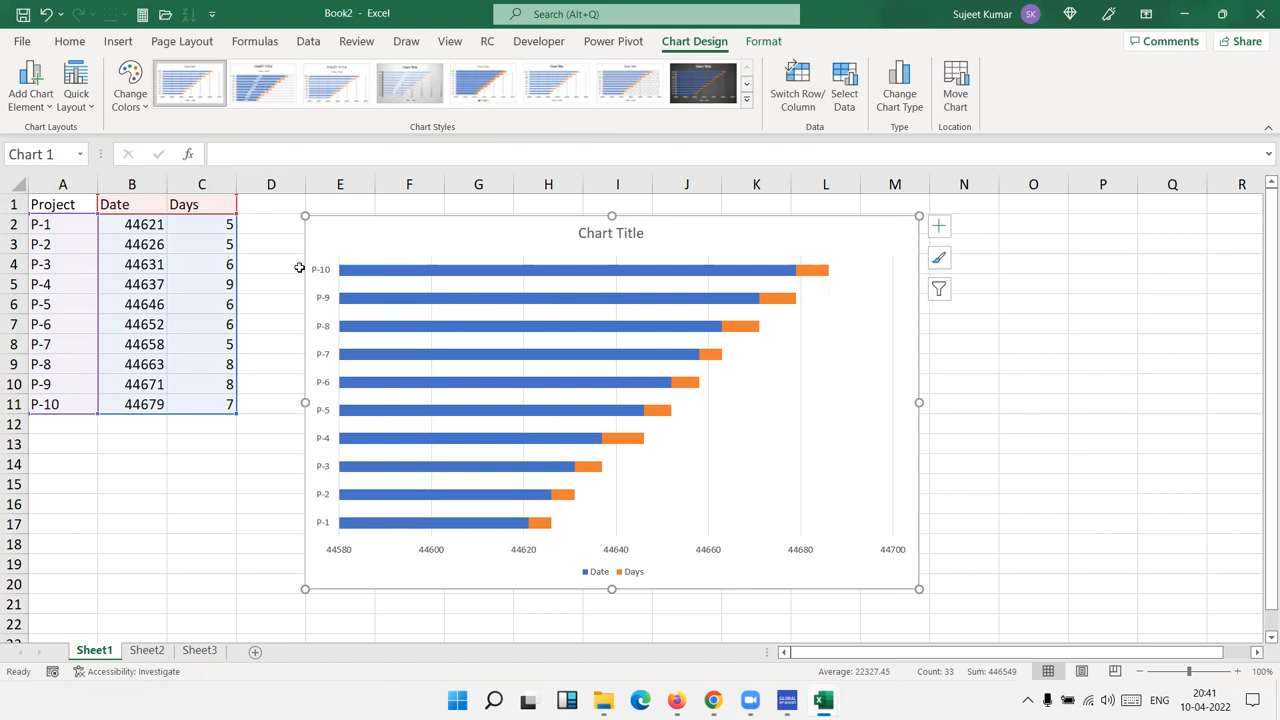 Book2 - Excel
Search (Alt+Q)
Sujeet Kumar
SK
File Home Insert Page Layout Formulas Data Review Draw View RC Developer Power Pivot Chart Design Format
Comments Share
Add Chart Element
Quick Layout
Change Colors
Switch Row/ Column
Select Data
Change Chart Type
Move Chart
Chart Layouts
Chart Styles
Data
Type
Location
Chart 1
fx
A B C D E F G H I J K L M N O P Q R
1 Project Date Days
2 P-1 44621 5
3 P-2 44626 5
4 P-3 44631 6
5 P-4 44637 9
6 P-5 44646 6
7 P-6 44652 6
8 P-7 44658 5
9 P-8 44663 8
10 P-9 44671 8
11 P-10 44679 7
12
13
14
15
16
17
18
19
20
21
22
Chart Title
P-10
P-9
P-8
P-7
P-6
P-5
P-4
P-3
P-2
P-1
44580 44600 44620 44640 44660 44680 44700
Date Days
Sheet1 Sheet2 Sheet3
Ready
Accessibility: Investigate
Average: 22327.45 Count: 33 Sum: 446549
100%
ENG
20:41
10-04-2022